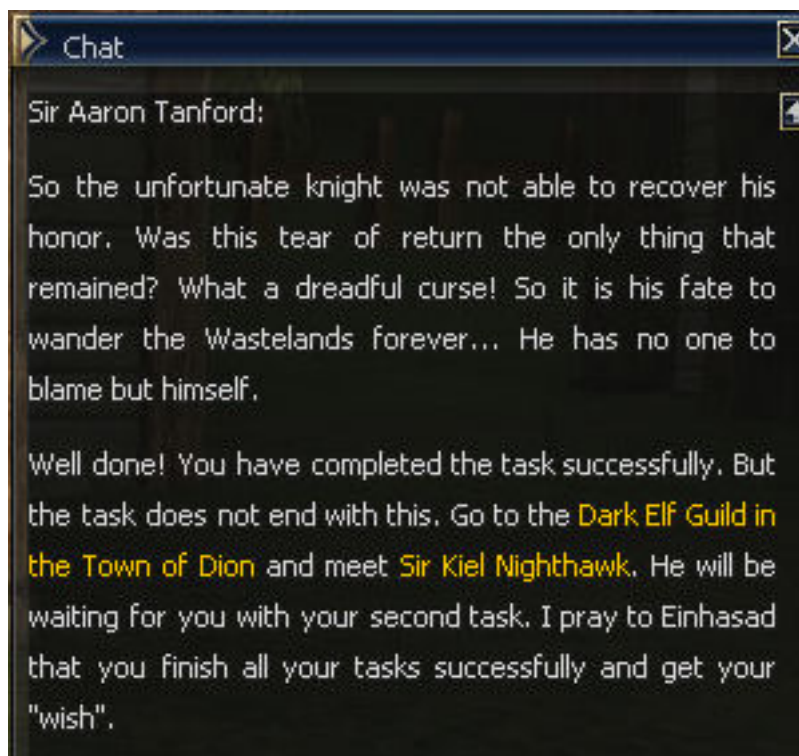 Chat
Sir Aaron Tanford:
So the unfortunate knight was not able to recover his
honor. Was this tear of return the only thing that
remained? What a dreadful curse! So it is his fate to
wander the Wastelands forever... He has no one to
blame but himself.
Well done! You have completed the task successfully. But
the task does not end with this. Go to the Dark Elf Guild in
the Town of Dion and meet Sir Kiel Nighthawk. He will be
waiting for you with your second task. I pray to Einhasad
that you finish all your tasks successfully and get your
"wish".